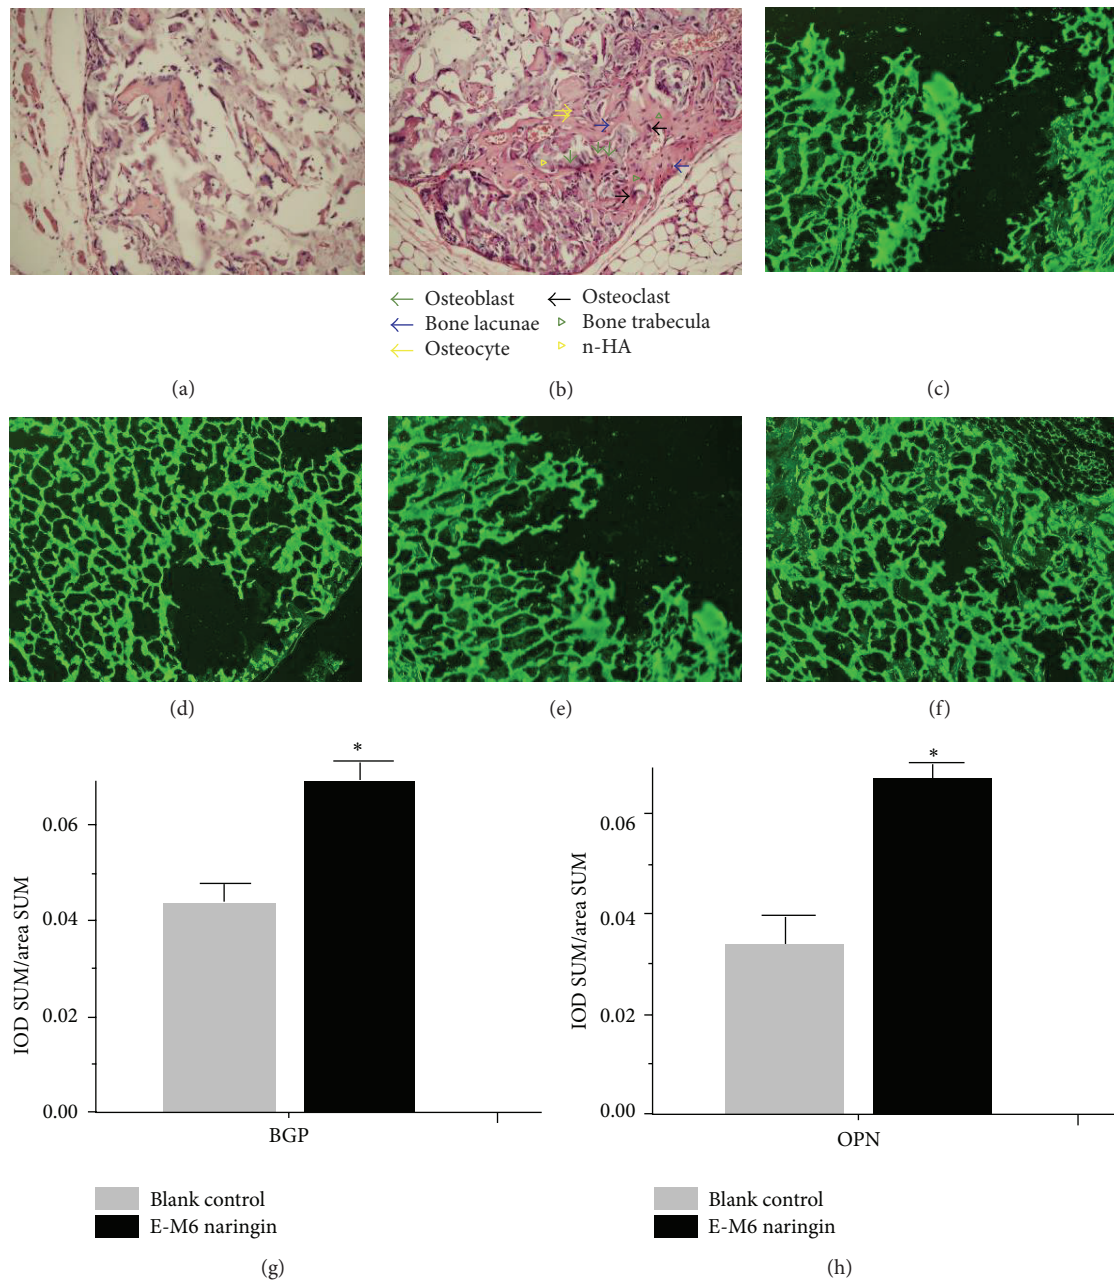 ← Osteoblast ← Osteoclast
← Bone lacunae ▷ Bone trabecula
← Osteocyte ▷ n-HA
(a)
(b)
(c)
(d)
(e)
(f)
*
0.06
0.04
0.02
0.00
IOD SUM/area SUM
BGP
Blank control
E-M6 naringin
(g)
*
0.06
0.04
0.02
0.00
IOD SUM/area SUM
OPN
Blank control
E-M6 naringin
(h)